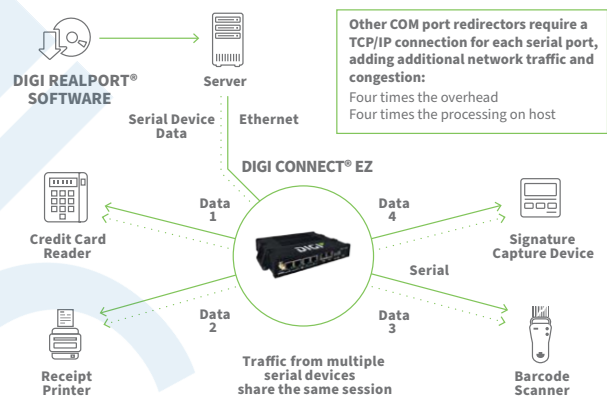 Other COM port redirectors require a
TCP/IP connection for each serial port,
adding additional network traffic and
congestion:
Four times the overhead
Four times the processing on host
DIGI REALPORT®
SOFTWARE
Server
Serial Device
Data
Ethernet
DIGI CONNECT® EZ
Data
1
Data
4
Credit Card
Reader
DIGI
Signature
Capture Device
Serial
Data
2
Data
3
Receipt
Printer
Traffic from multiple
serial devices
share the same session
Barcode
Scanner